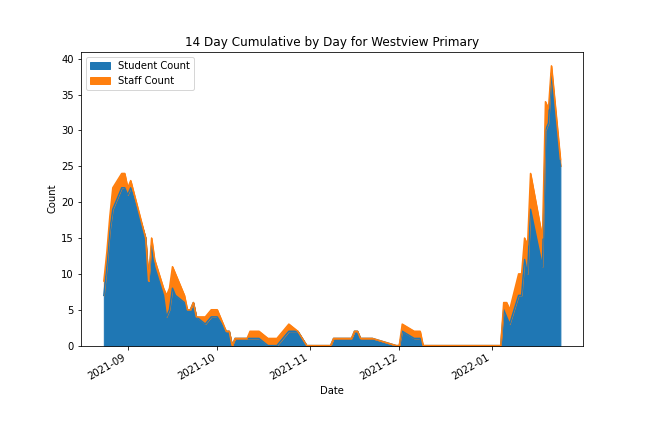 14 Day Cumulative by Day for Westview Primary
Student Count
Staff Count
40
35
30
25
20
15
10
5
0
Count
2021-09
2021-10
2021-11
2021-12
2022-01
Date